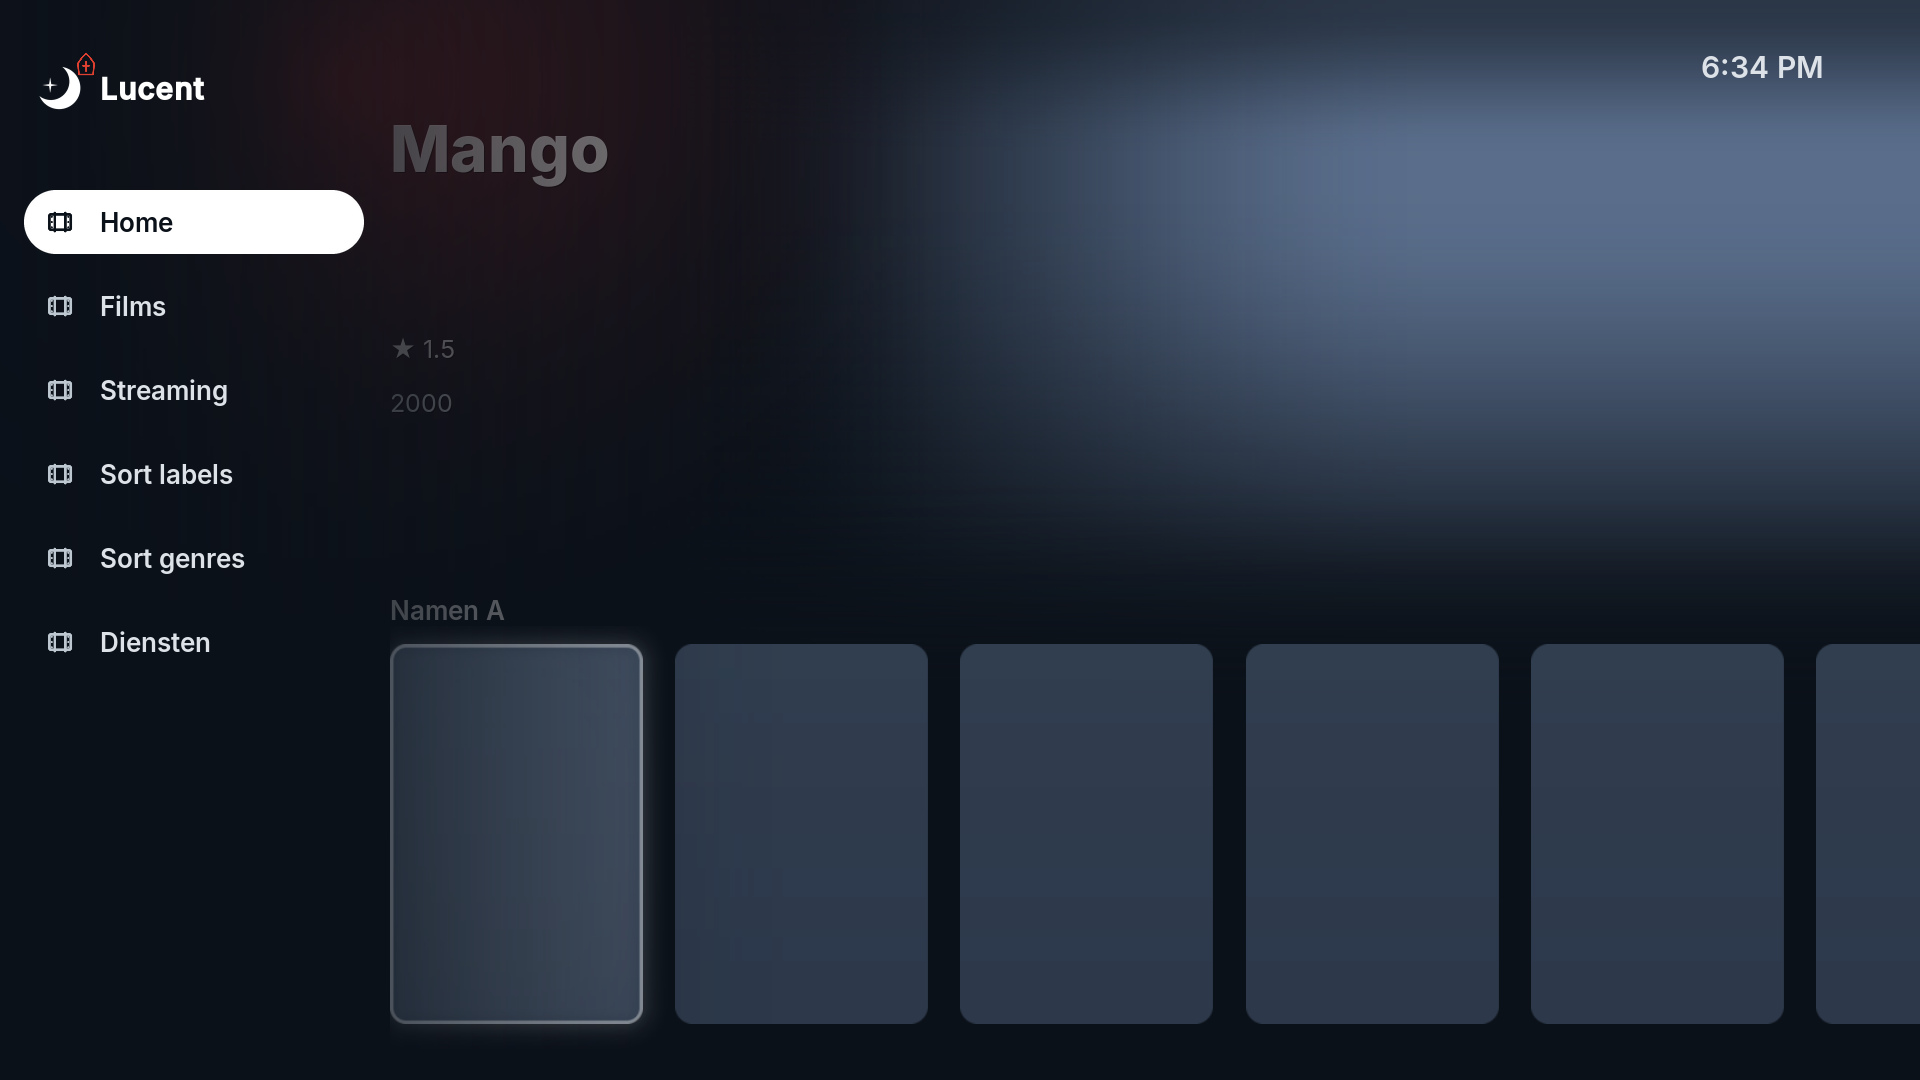 Lucent
6:34 PM
Home
Films
Streaming
Sort labels
Sort genres
Diensten
Mango
★ 1.5
2000
Namen A